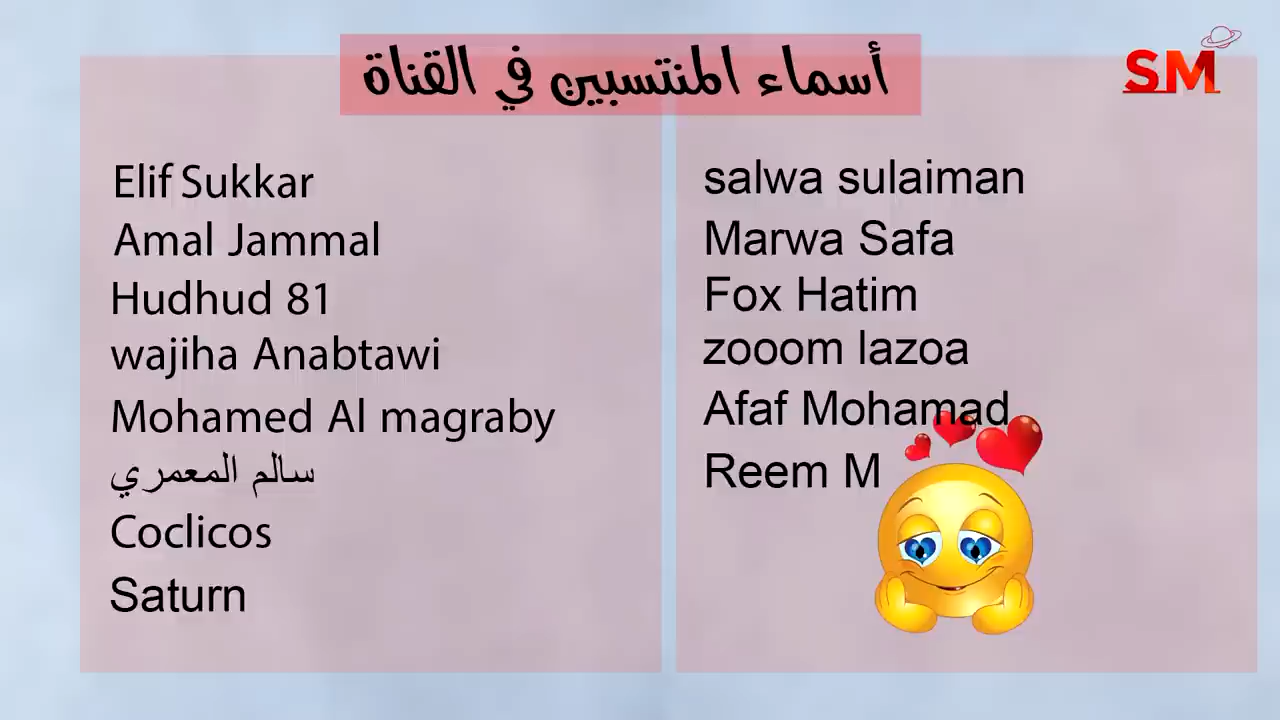 أسماء المنتسبين في القناة
SM
Elif Sukkar
Amal Jammal
Hudhud 81
wajiha Anabtawi
Mohamed Al magraby
سالم المعمري
Coclicos
Saturn
salwa sulaiman
Marwa Safa
Fox Hatim
zooom lazoa
Afaf Mohamad
Reem M